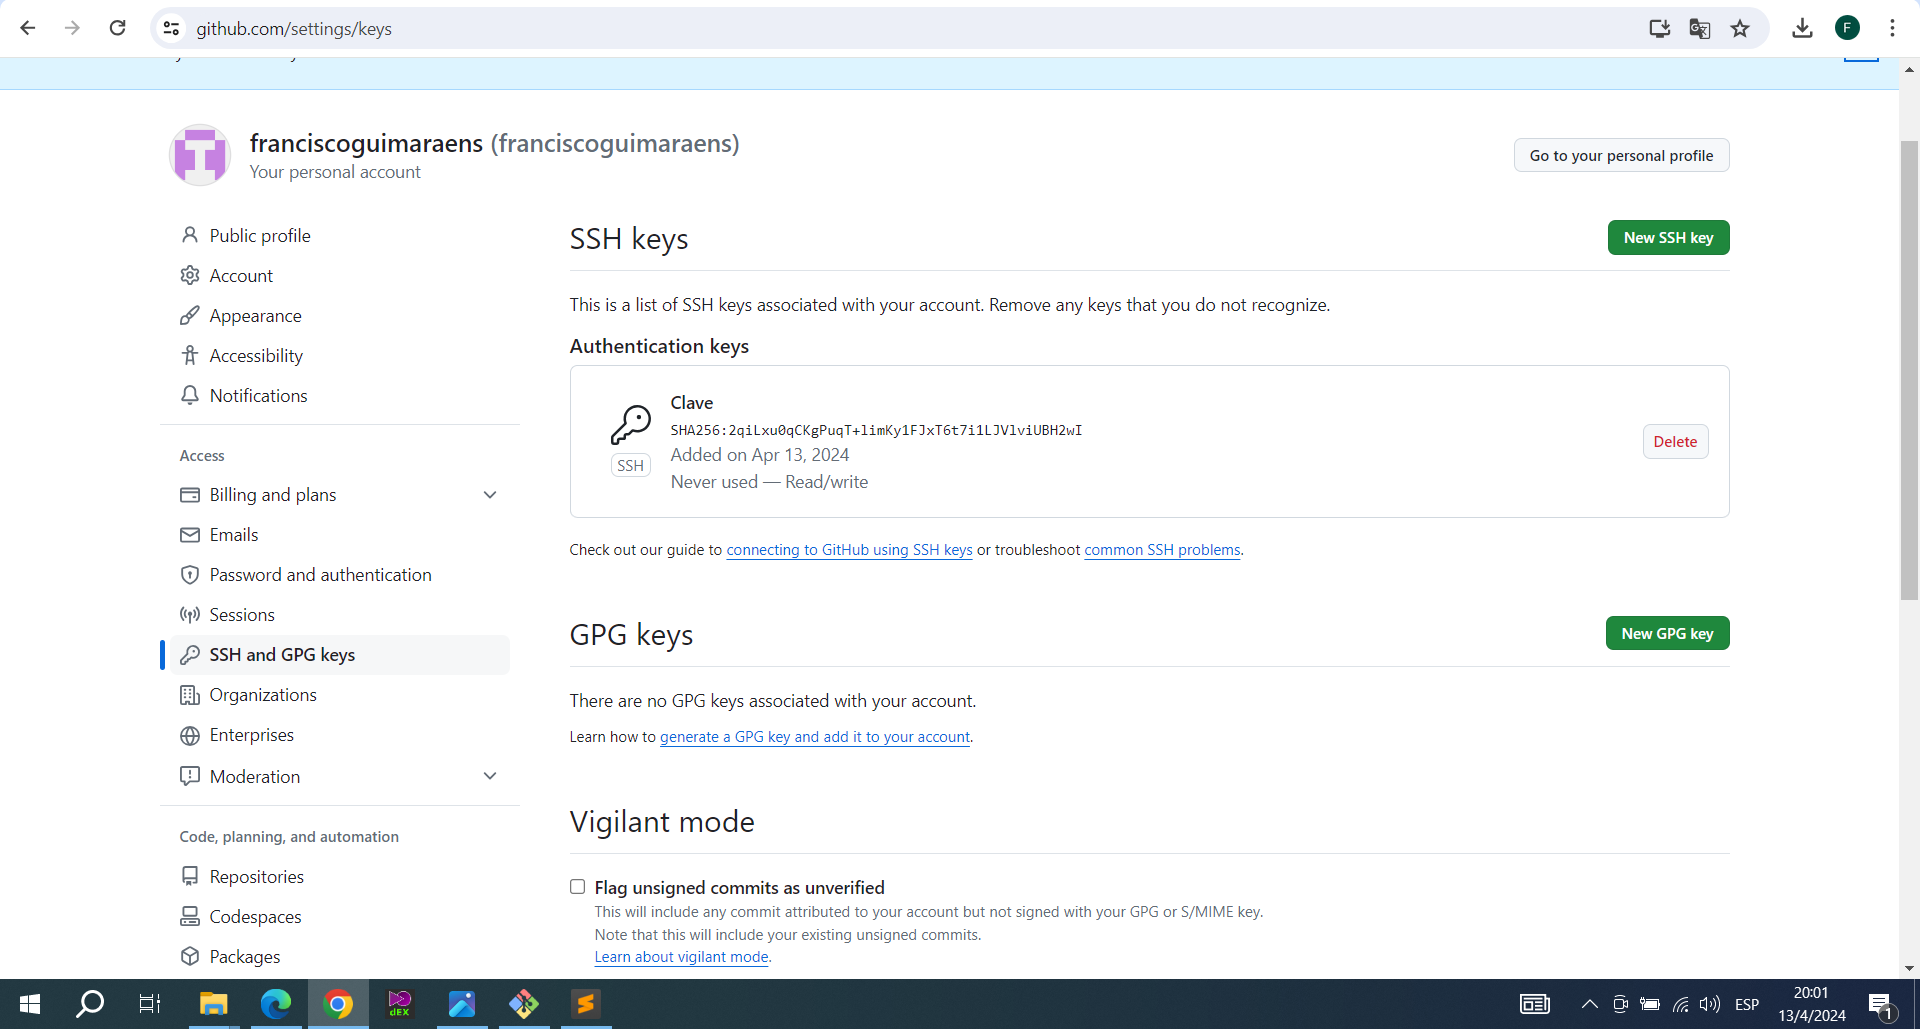 github.com/settings/keys
F
franciscoguimaraens (franciscoguimaraens)
Your personal account
Go to your personal profile
Public profile
Account
Appearance
Accessibility
Notifications
Access
Billing and plans
Emails
Password and authentication
Sessions
SSH and GPG keys
Organizations
Enterprises
Moderation
Code, planning, and automation
Repositories
Codespaces
Packages
SSH keys
New SSH key
This is a list of SSH keys associated with your account. Remove any keys that you do not recognize.
Authentication keys
Clave
SHA256:2qiLxu0qCKgPuqT+limKy1FJxT6t7i1LJVlviUBH2wI
Added on Apr 13, 2024
Never used — Read/write
SSH
Delete
Check out our guide to connecting to GitHub using SSH keys or troubleshoot common SSH problems.
GPG keys
New GPG key
There are no GPG keys associated with your account.
Learn how to generate a GPG key and add it to your account.
Vigilant mode
Flag unsigned commits as unverified
This will include any commit attributed to your account but not signed with your GPG or S/MIME key.
Note that this will include your existing unsigned commits.
Learn about vigilant mode.
dEX
ESP
20:01
13/4/2024
1